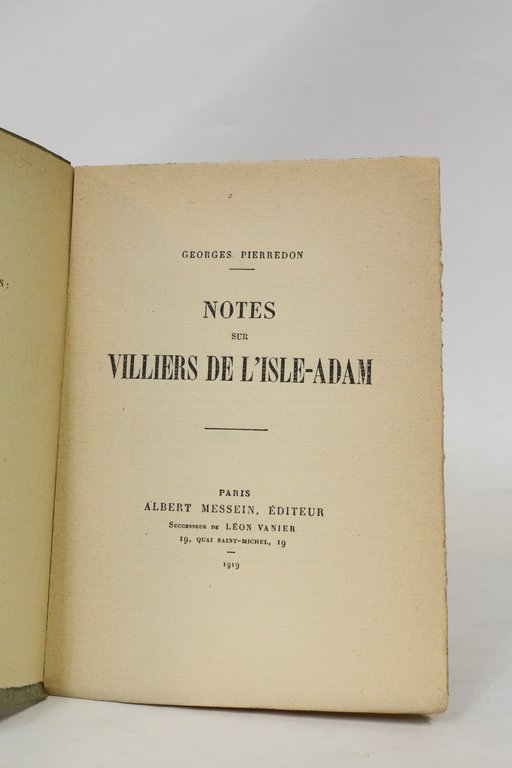 N:
GEORGES PIERREDON
NOTES
SUR
VILLIERS DE L'ISLE-ADAM
PARIS
ALBERT MESSEIN, ÉDITEUR
SUCCESSEUR DE LÉON VANIER
19, QUAI SAINT-MICHEL, 19
1919